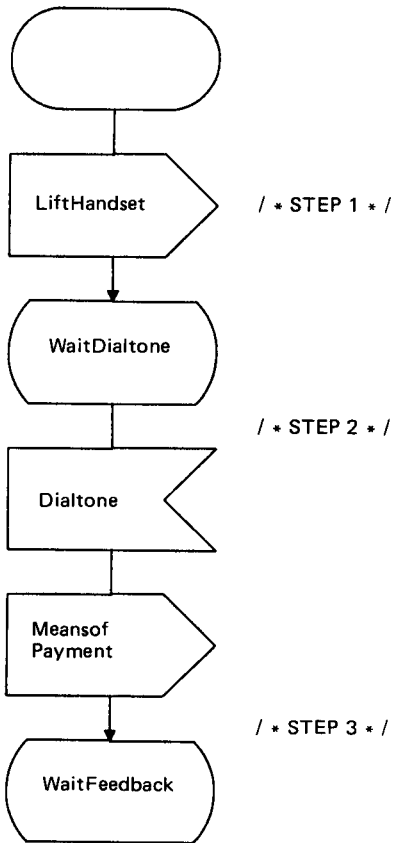 LiftHandset / * STEP 1 * /
WaitDialtone
/ * STEP 2 * /
Dialtone
Meansof
Payment
/ * STEP 3 * /
WaitFeedback